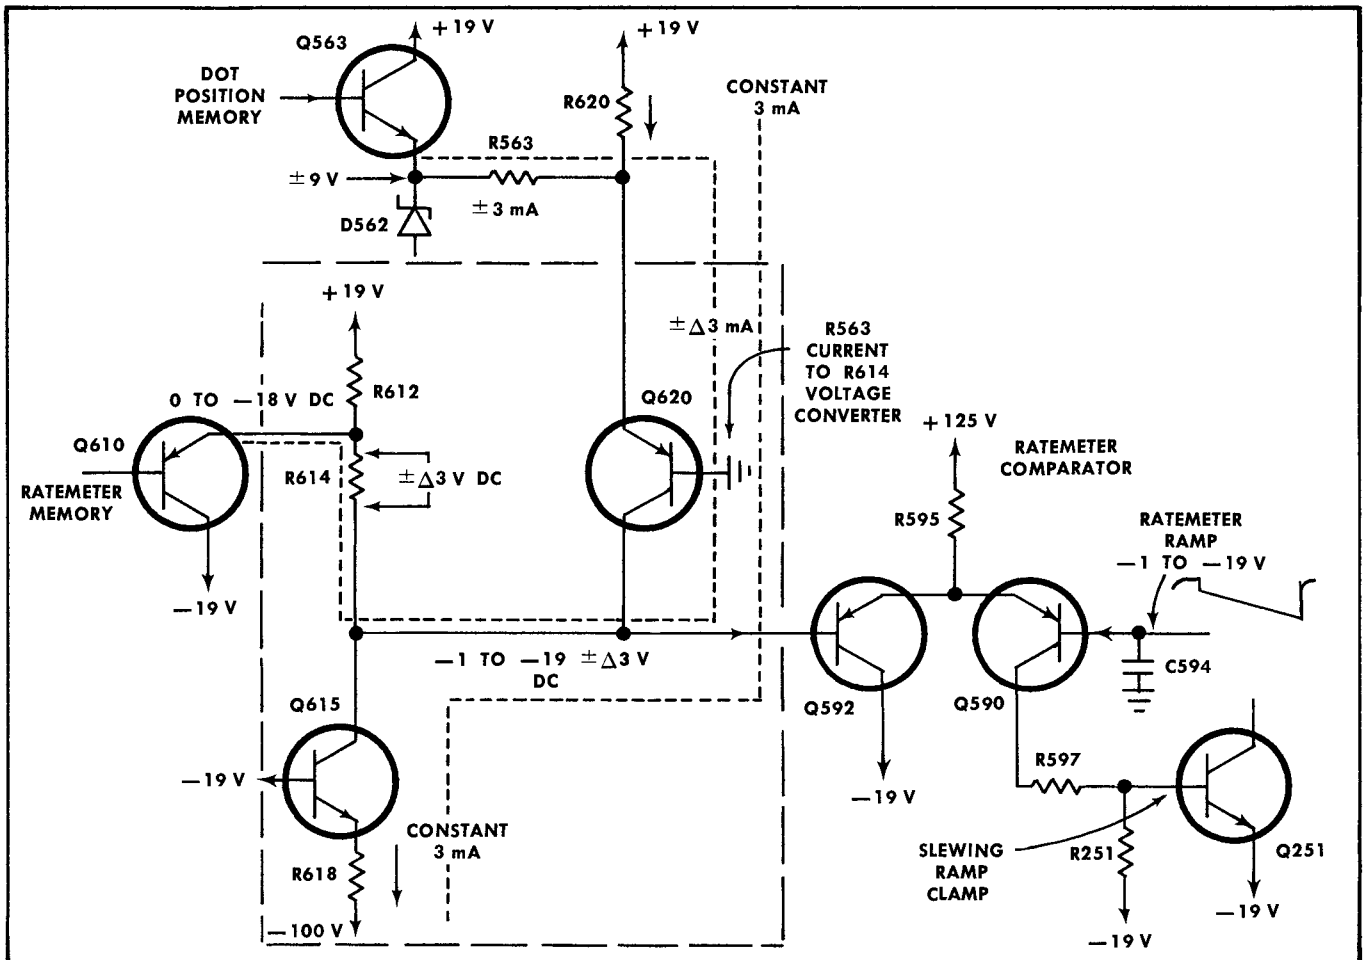 +19 V
Q563
DOT
POSITION
MEMORY
±9 V
D562
R563
±3 mA
+19 V
R620
CONSTANT
3 mA
+19 V
R612
0 TO –18 V DC
Q610
RATEMETER
MEMORY
–19 V
R614
±Δ3 V DC
Q620
±Δ3 mA
R563
CURRENT
TO R614
VOLTAGE
CONVERTER
+125 V
RATEMETER
COMPARATOR
R595
RATEMETER
RAMP
–1 TO –19 V
C594
–1 TO –19 ±Δ3 V
DC
Q592
–19 V
Q590
Q615
–19 V
CONSTANT
3 mA
R618
–100 V
R597
SLEWING
RAMP
CLAMP
R251
–19 V
Q251
–19 V